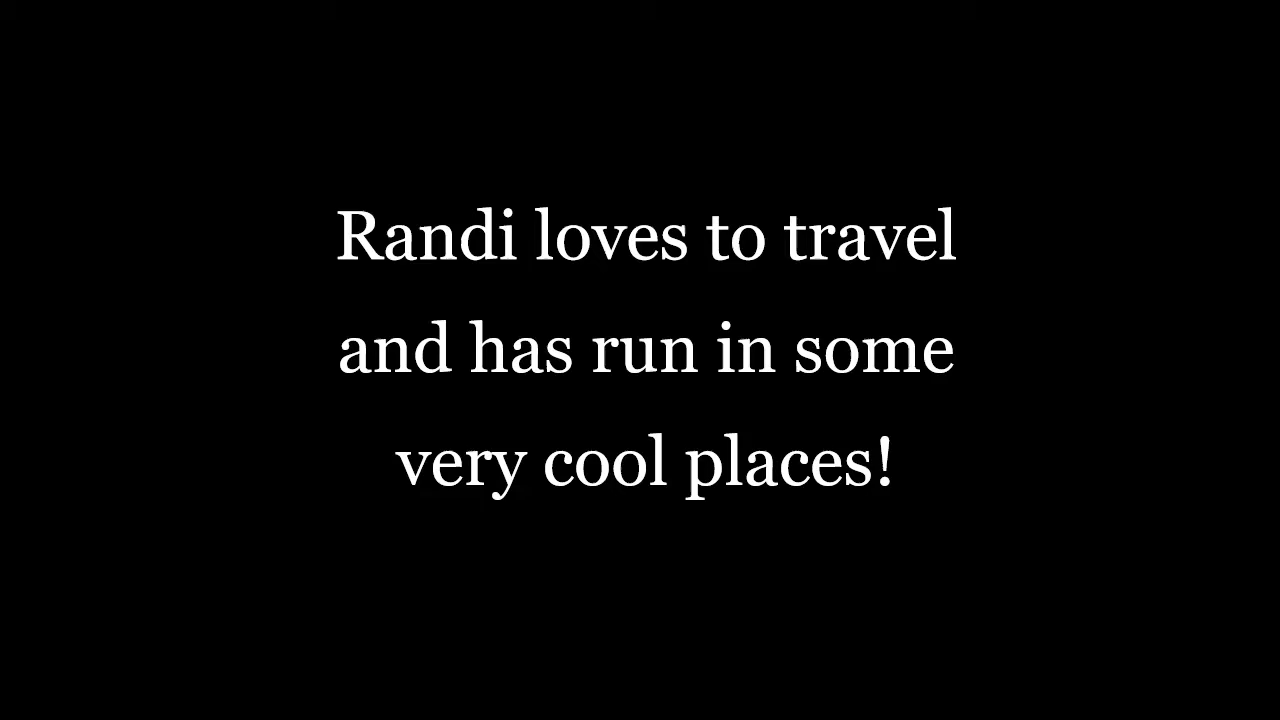 Randi loves to travel
and has run in some
very cool places!